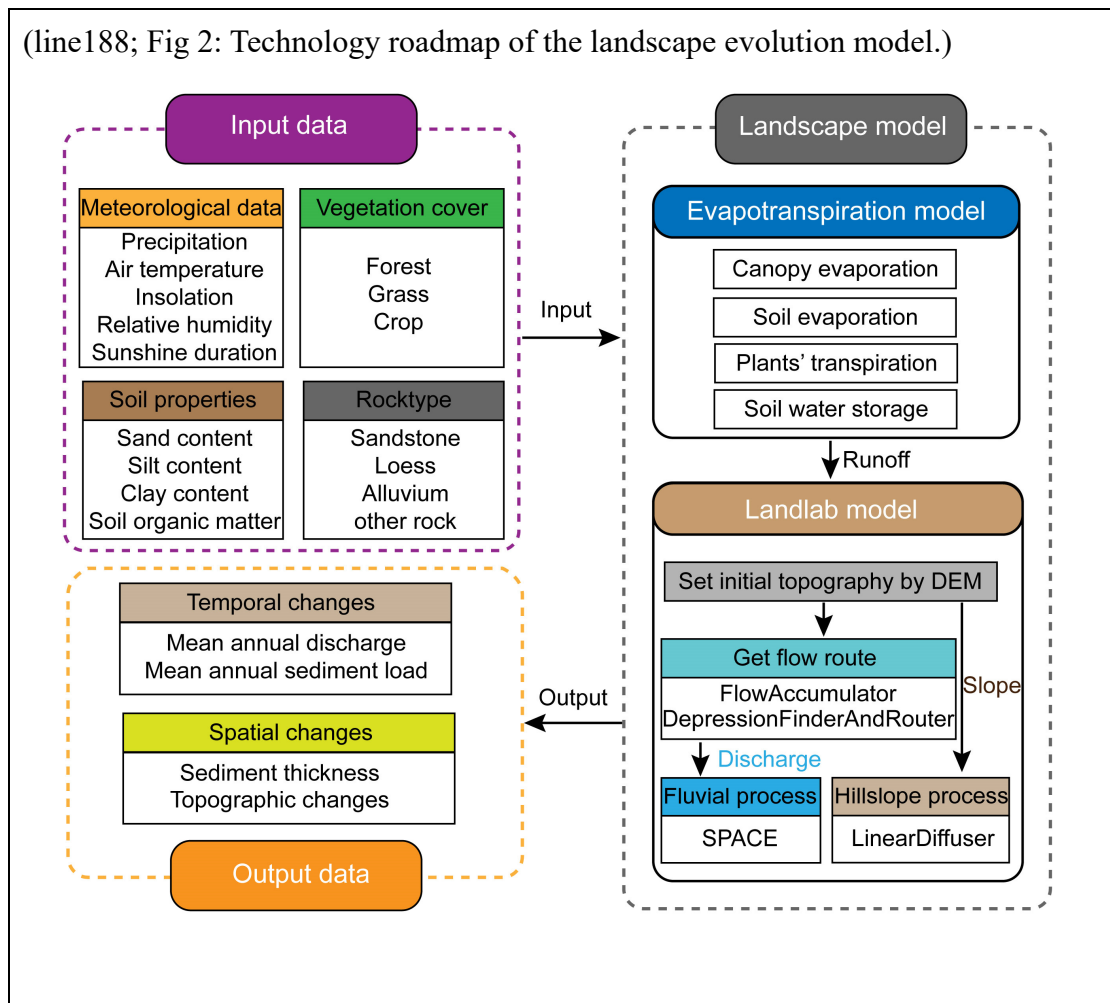 (line188; Fig 2: Technology roadmap of the landscape evolution model.)
Input data
Meteorological data
Precipitation
Air temperature
Insolation
Relative humidity
Sunshine duration
Vegetation cover
Forest
Grass
Crop
Soil properties
Sand content
Silt content
Clay content
Soil organic matter
Rocktype
Sandstone
Loess
Alluvium
other rock
Input
Landscape model
Evapotranspiration model
Canopy evaporation
Soil evaporation
Plants’ transpiration
Soil water storage
Runoff
Landlab model
Set initial topography by DEM
Get flow route
FlowAccumulator
DepressionFinderAndRouter
Slope
Discharge
Fluvial process
SPACE
Hillslope process
LinearDiffuser
Output
Temporal changes
Mean annual discharge
Mean annual sediment load
Spatial changes
Sediment thickness
Topographic changes
Output data